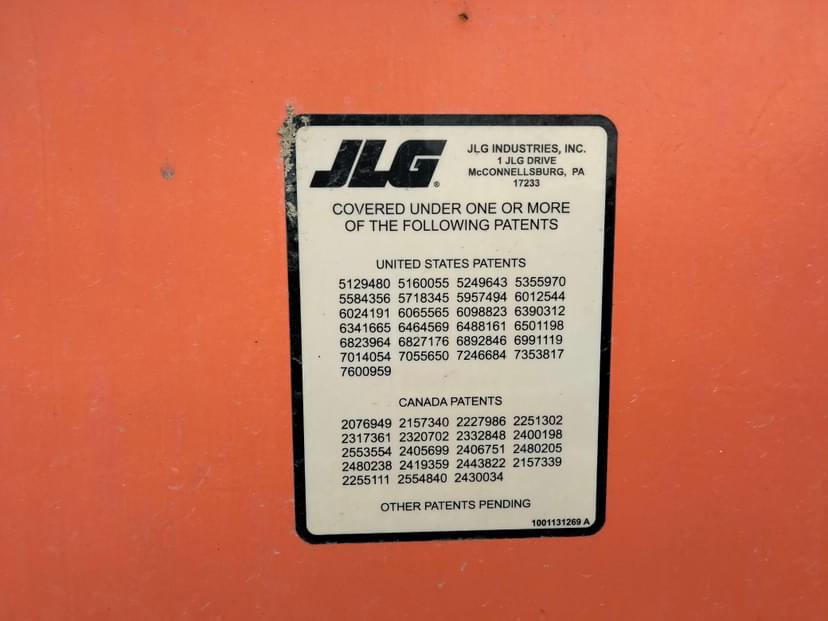 JLG®
JLG INDUSTRIES, INC.
1 JLG DRIVE
McCONNELLSBURG, PA
17233
COVERED UNDER ONE OR MORE
OF THE FOLLOWING PATENTS
UNITED STATES PATENTS
5129480 5160055 5249643 5355970
5584356 5718345 5957494 6012544
6024191 6065565 6098823 6390312
6341665 6464569 6488161 6501198
6823964 6827176 6892846 6991119
7014054 7055650 7246684 7353817
7600959
CANADA PATENTS
2076949 2157340 2227986 2251302
2317361 2320702 2332848 2400198
2553554 2405699 2406751 2480205
2480238 2419359 2443822 2157339
2255111 2554840 2430034
OTHER PATENTS PENDING
1001131269 A